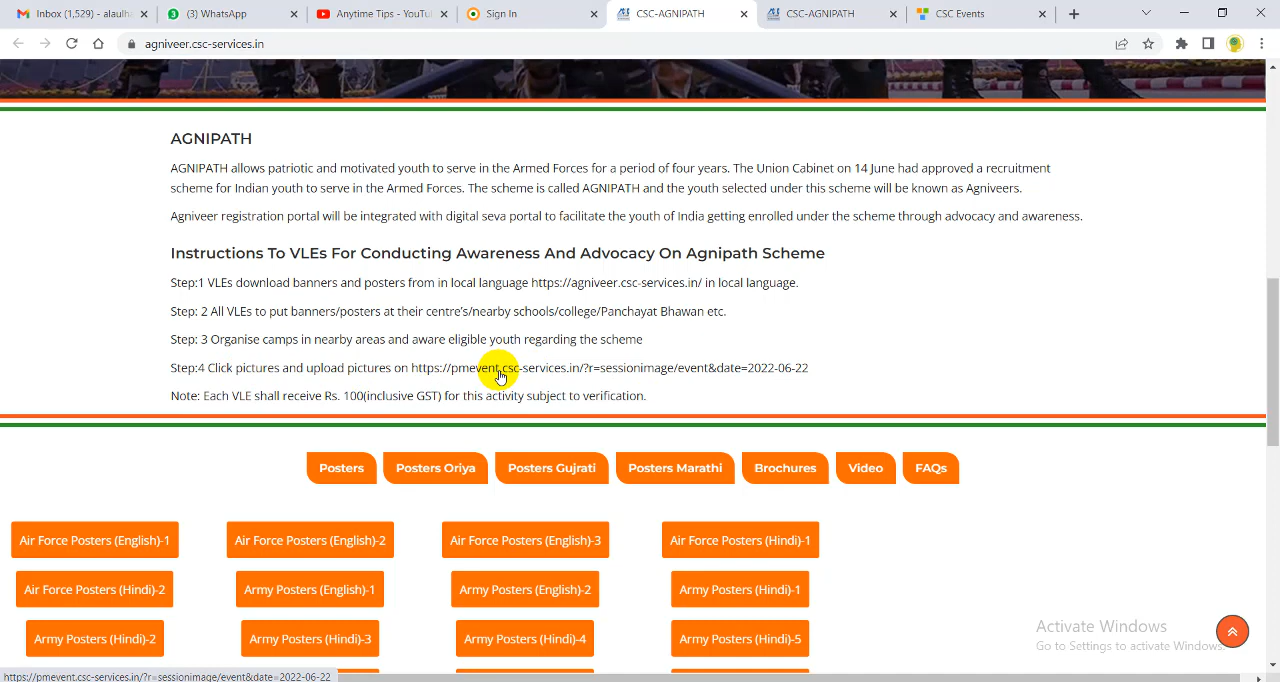 Inbox (1,529) - alaulha
(3) WhatsApp
Anytime Tips - YouTu
Sign In
CSC-AGNIPATH
CSC-AGNIPATH
CSC Events
agniveer.csc-services.in
AGNIPATH
AGNIPATH allows patriotic and motivated youth to serve in the Armed Forces for a period of four years. The Union Cabinet on 14 June had approved a recruitment
scheme for Indian youth to serve in the Armed Forces. The scheme is called AGNIPATH and the youth selected under this scheme will be known as Agniveers.
Agniveer registration portal will be integrated with digital seva portal to facilitate the youth of India getting enrolled under the scheme through advocacy and awareness.
Instructions To VLEs For Conducting Awareness And Advocacy On Agnipath Scheme
Step:1 VLEs download banners and posters from in local language https://agniveer.csc-services.in/ in local language.
Step: 2 All VLEs to put banners/posters at their centre's/nearby schools/college/Panchayat Bhawan etc.
Step: 3 Organise camps in nearby areas and aware eligible youth regarding the scheme
Step:4 Click pictures and upload pictures on https://pmevent.csc-services.in/?r=sessionimage/event&date=2022-06-22
Note: Each VLE shall receive Rs. 100(inclusive GST) for this activity subject to verification.
Posters Posters Oriya Posters Gujrati Posters Marathi Brochures Video FAQs
Air Force Posters (English)-1 Air Force Posters (English)-2 Air Force Posters (English)-3 Air Force Posters (Hindi)-1
Air Force Posters (Hindi)-2 Army Posters (English)-1 Army Posters (English)-2 Army Posters (Hindi)-1
Army Posters (Hindi)-2 Army Posters (Hindi)-3 Army Posters (Hindi)-4 Army Posters (Hindi)-5
Activate Windows
Go to Settings to activate Windows.
https://pmevent.csc-services.in/?r=sessionimage/event&date=2022-06-22